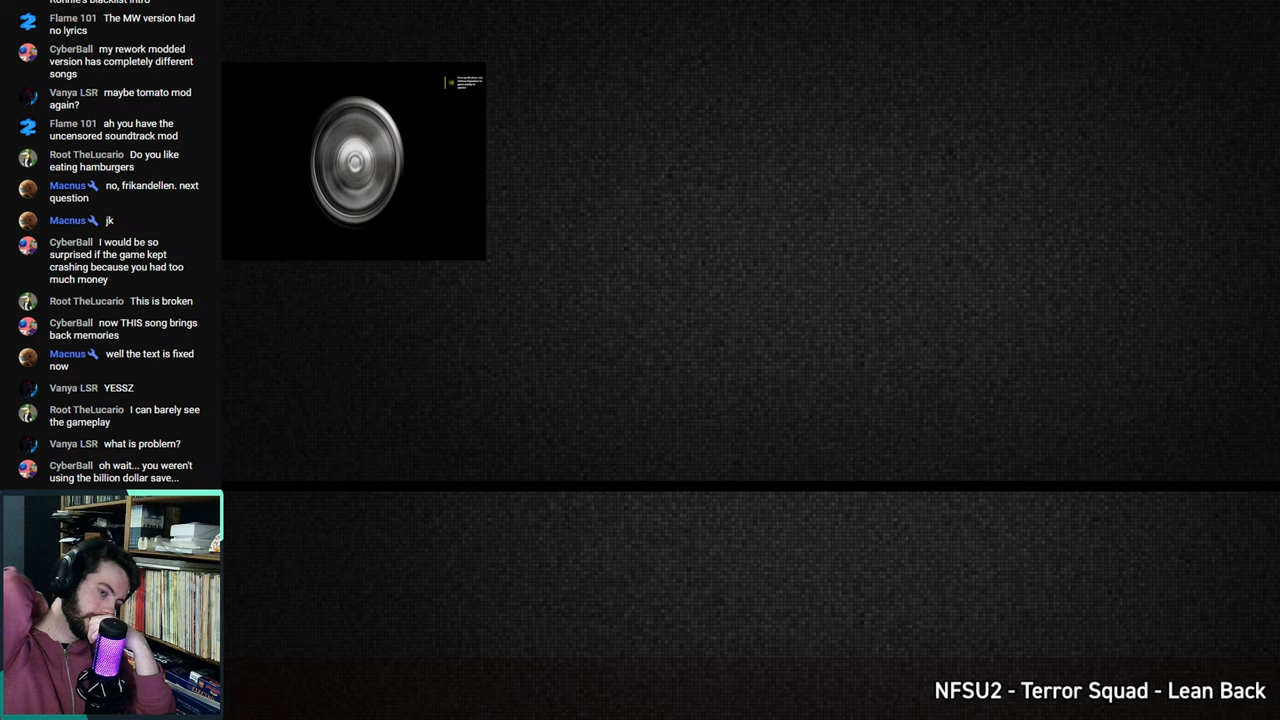 Ronnie's blacklist intro
Flame 101 The MW version had
no lyrics
CyberBall my rework modded
version has completely different
songs
Vanya LSR maybe tomato mod
again?
Flame 101 ah you have the
uncensored soundtrack mod
Root TheLucario Do you like
eating hamburgers
Macnus no, frikandellen. next
question
Macnus jk
CyberBall I would be so
surprised if the game kept
crashing because you had too
much money
Root TheLucario This is broken
CyberBall now THIS song brings
back memories
Macnus well the text is fixed
now
Vanya LSR YESSZ
Root TheLucario I can barely see
the gameplay
Vanya LSR what is problem?
CyberBall oh wait... you weren't
using the billion dollar save...
NFSU2 - Terror Squad - Lean Back